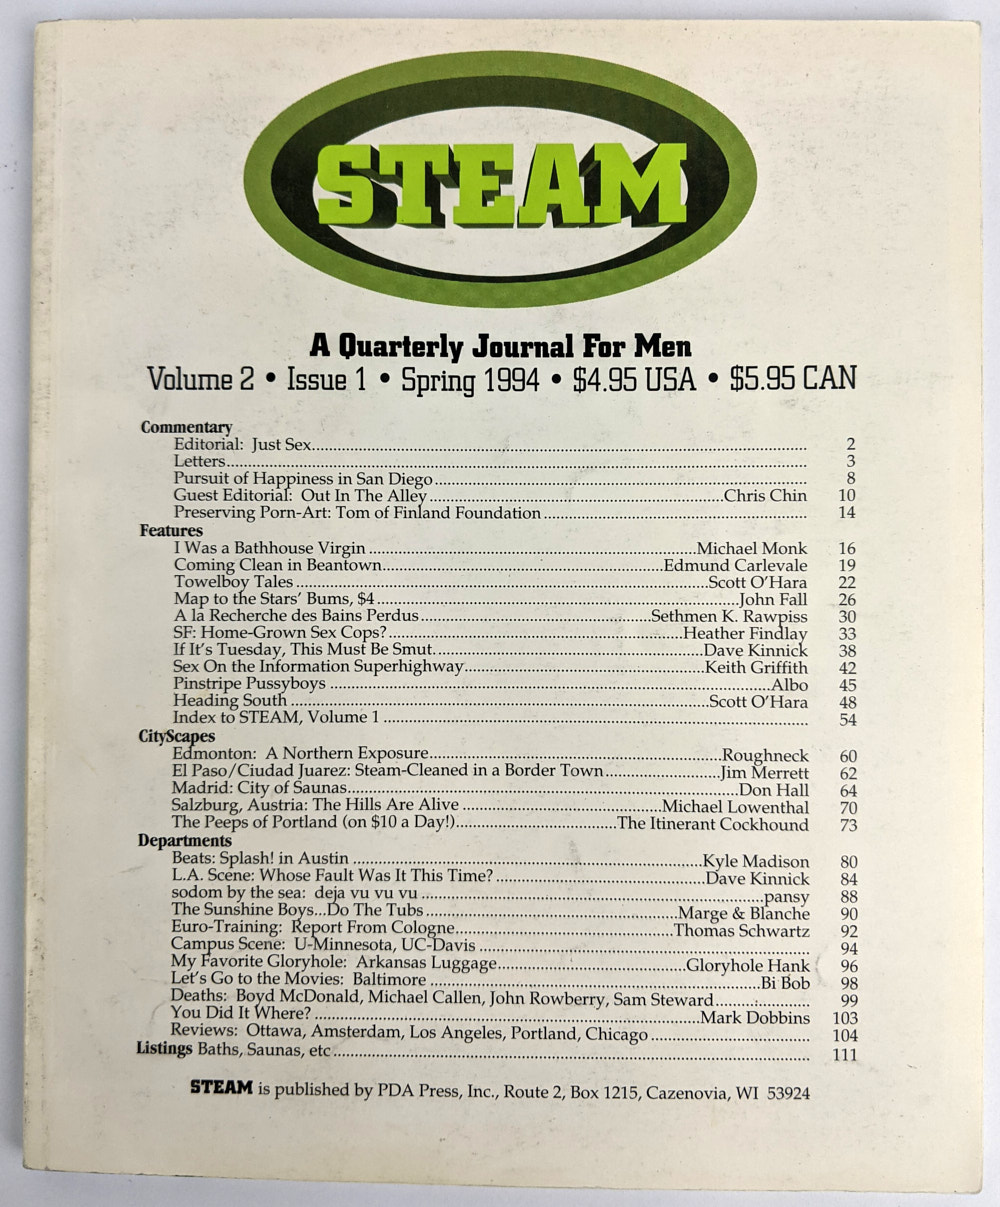 STEAM
A Quarterly Journal For Men
Volume 2 • Issue 1 • Spring 1994 • $4.95 USA • $5.95 CAN
Commentary
Editorial: Just Sex 2
Letters 3
Pursuit of Happiness in San Diego 8
Guest Editorial: Out In The Alley Chris Chin 10
Preserving Porn-Art: Tom of Finland Foundation 14
Features
I Was a Bathhouse Virgin Michael Monk 16
Coming Clean in Beantown Edmund Carlevale 19
Towelboy Tales Scott O'Hara 22
Map to the Stars' Bums, $4 John Fall 26
A la Recherche des Bains Perdus Sethmen K. Rawpiss 30
SF: Home-Grown Sex Cops? Heather Findlay 33
If It's Tuesday, This Must Be Smut Dave Kinnick 38
Sex On the Information Superhighway Keith Griffith 42
Pinstripe Pussyboys Albo 45
Heading South Scott O'Hara 48
Index to STEAM, Volume 1 54
CityScapes
Edmonton: A Northern Exposure Roughneck 60
El Paso/Ciudad Juarez: Steam-Cleaned in a Border Town Jim Merrett 62
Madrid: City of Saunas Don Hall 64
Salzburg, Austria: The Hills Are Alive Michael Lowenthal 70
The Peeps of Portland (on $10 a Day!) The Itinerant Cockhound 73
Departments
Beats: Splash! in Austin Kyle Madison 80
L.A. Scene: Whose Fault Was It This Time? Dave Kinnick 84
sodom by the sea: deja vu vu vu pansy 88
The Sunshine Boys...Do The Tubs Marge & Blanche 90
Euro-Training: Report From Cologne Thomas Schwartz 92
Campus Scene: U-Minnesota, UC-Davis 94
My Favorite Gloryhole: Arkansas Luggage Gloryhole Hank 96
Let's Go to the Movies: Baltimore Bi Bob 98
Deaths: Boyd McDonald, Michael Callen, John Rowberry, Sam Steward 99
You Did It Where? Mark Dobbins 103
Reviews: Ottawa, Amsterdam, Los Angeles, Portland, Chicago 104
Listings Baths, Saunas, etc 111
STEAM is published by PDA Press, Inc., Route 2, Box 1215, Cazenovia, WI 53924